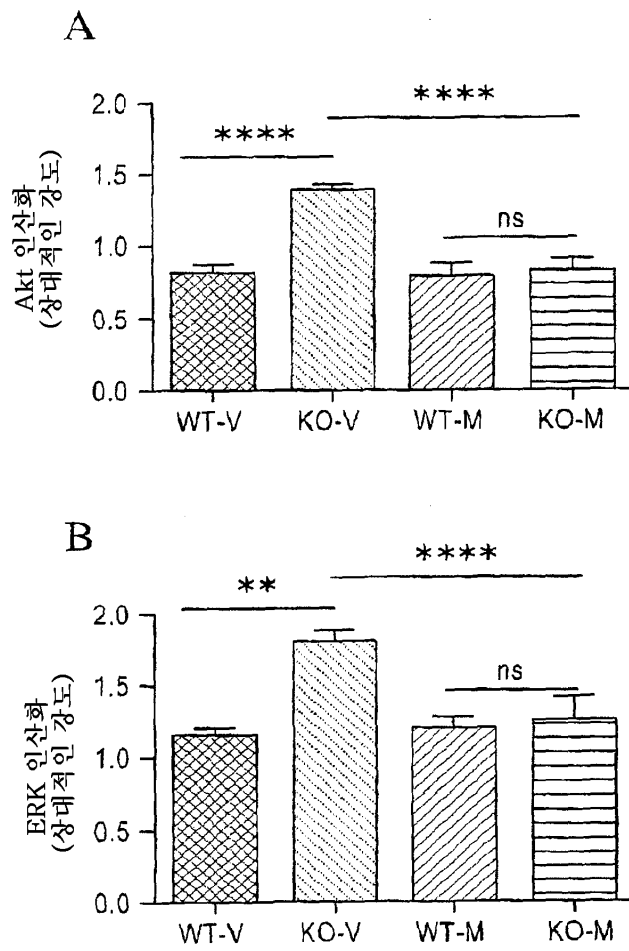 A
**** ****
2.0
1.5
1.0
0.5
0.0
Akt 인산화
(상대적인 강도)
ns
WT-V KO-V WT-M KO-M
B
** ****
2.0
1.5
1.0
0.5
0.0
ERK 인산화
(상대적인 강도)
ns
WT-V KO-V WT-M KO-M